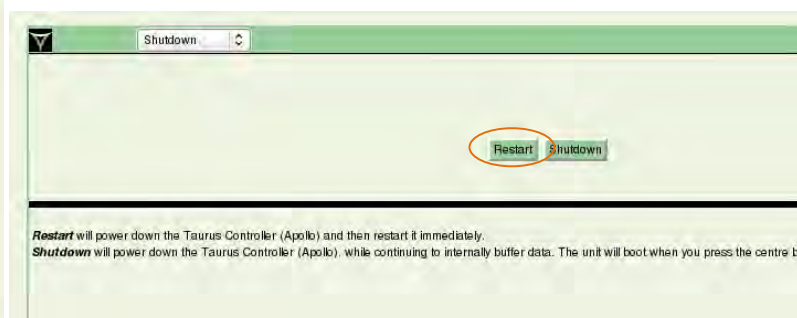 Shutdown
Restart Shutdown
Restart will power down the Taurus Controller (Apollo) and then restart it immediately.
Shutdown will power down the Taurus Controller (Apollo), while continuing to internally buffer data. The unit will boot when you press the centre